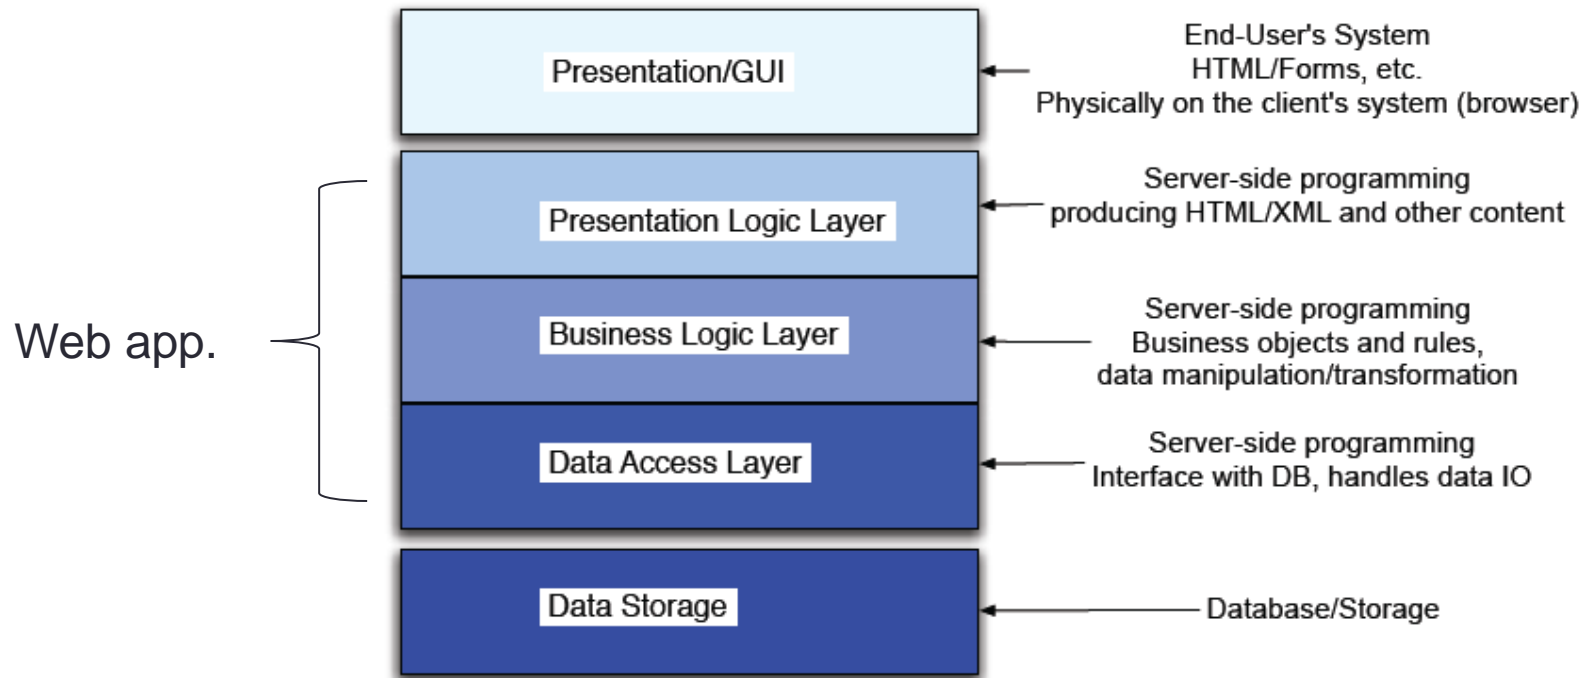 Presentation/GUI
End-User's System
HTML/Forms, etc.
Physically on the client's system (browser)
Presentation Logic Layer
Server-side programming
producing HTML/XML and other content
Web app.
Business Logic Layer
Server-side programming
Business objects and rules,
data manipulation/transformation
Data Access Layer
Server-side programming
Interface with DB, handles data IO
Data Storage
Database/Storage